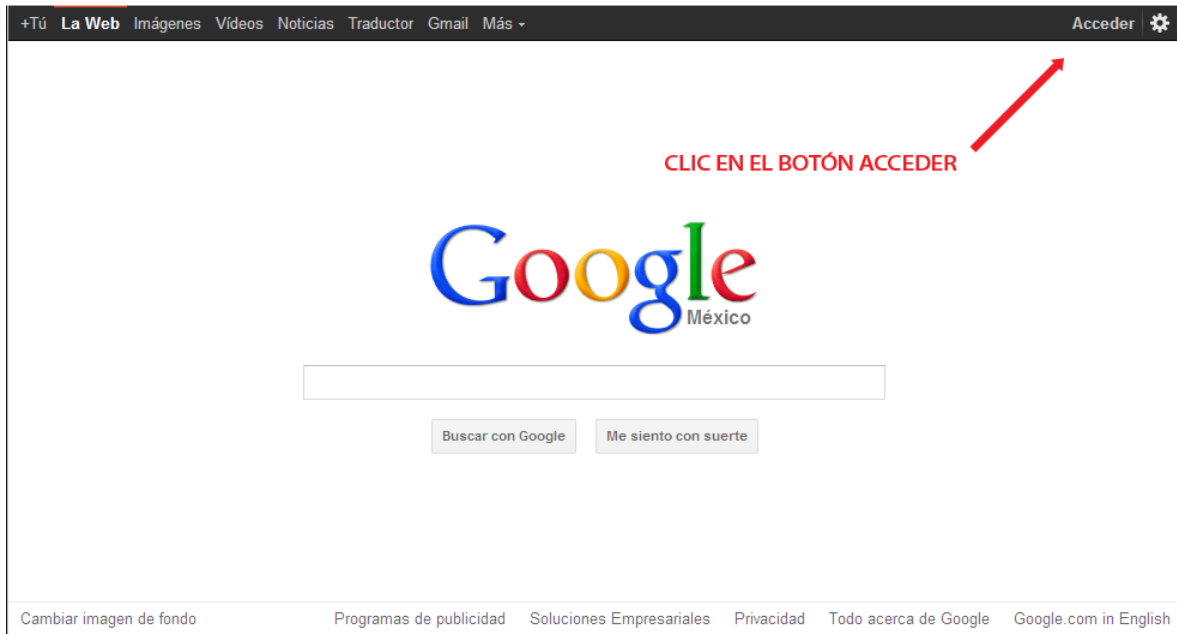 +Tú La Web Imágenes Vídeos Noticias Traductor Gmail Más Acceder
CLIC EN EL BOTÓN ACCEDER
Google
México
Buscar con Google Me siento con suerte
Cambiar imagen de fondo Programas de publicidad Soluciones Empresariales Privacidad Todo acerca de Google Google.com in English